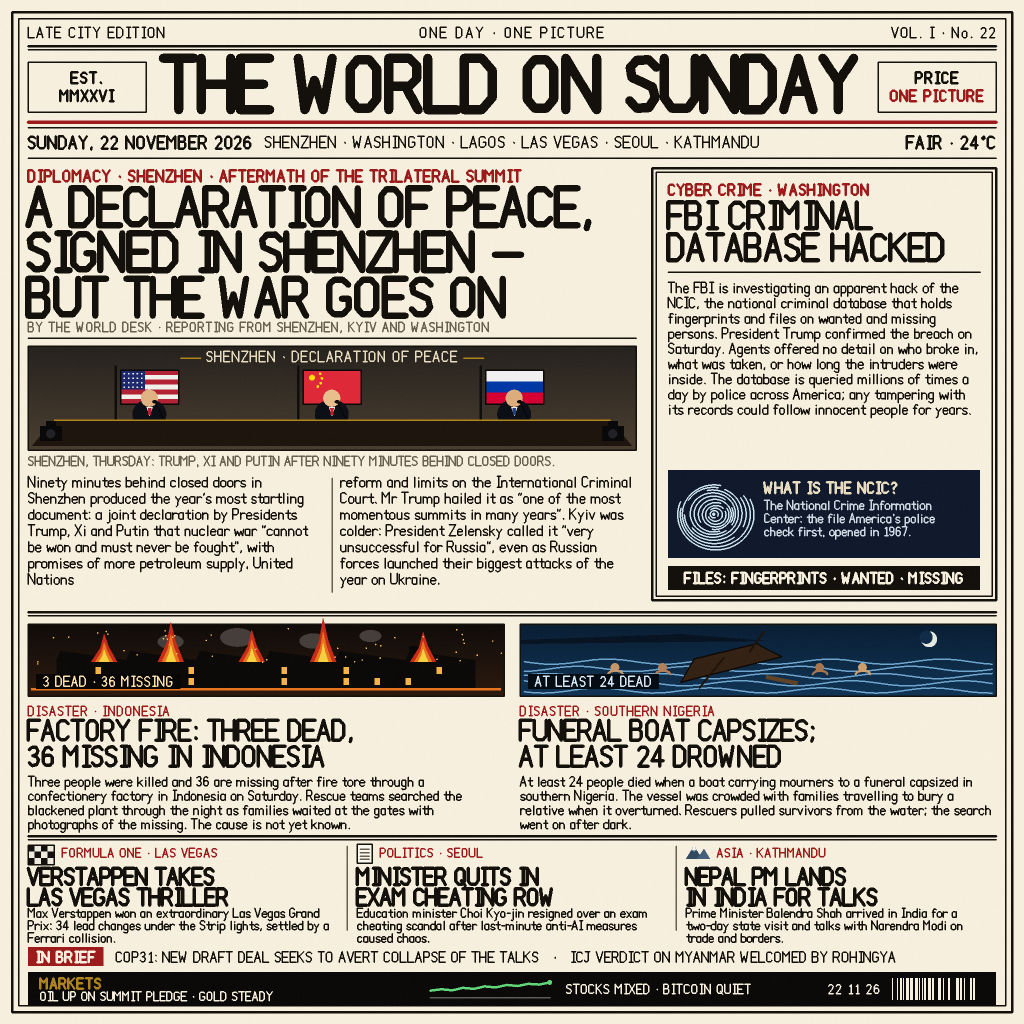 LATE CITY EDITION
ONE DAY · ONE PICTURE
VOL. I · No. 22
EST.
MMXXVI
THE WORLD ON SUNDAY
PRICE
ONE PICTURE
SUNDAY, 22 NOVEMBER 2026
SHENZHEN · WASHINGTON · LAGOS · LAS VEGAS · SEOUL · KATHMANDU
FAIR · 24°C
DIPLOMACY · SHENZHEN · AFTERMATH OF THE TRILATERAL SUMMIT
A DECLARATION OF PEACE,
SIGNED IN SHENZHEN —
BUT THE WAR GOES ON
BY THE WORLD DESK · REPORTING FROM SHENZHEN, KYIV AND WASHINGTON
SHENZHEN · DECLARATION OF PEACE
SHENZHEN, THURSDAY: TRUMP, XI AND PUTIN AFTER NINETY MINUTES BEHIND CLOSED DOORS.
Ninety minutes behind closed doors in
Shenzhen produced the year's most startling
document: a joint declaration by Presidents
Trump, Xi and Putin that nuclear war "cannot
be won and must never be fought", with
promises of more petroleum supply, United
Nations
reform and limits on the International Criminal
Court. Mr Trump hailed it as "one of the most
momentous summits in many years". Kyiv was
colder: President Zelensky called it "very
unsuccessful for Russia", even as Russian
forces launched their biggest attacks of the
year on Ukraine.
CYBER CRIME · WASHINGTON
FBI CRIMINAL
DATABASE HACKED
The FBI is investigating an apparent hack of the
NCIC, the national criminal database that holds
fingerprints and files on wanted and missing
persons. President Trump confirmed the breach on
Saturday. Agents offered no detail on who broke in,
what was taken, or how long the intruders were
inside. The database is queried millions of times a
day by police across America; any tampering with
its records could follow innocent people for years.
WHAT IS THE NCIC?
The National Crime Information
Center: the file America's police
check first, opened in 1967.
FILES: FINGERPRINTS · WANTED · MISSING
3 DEAD · 36 MISSING
DISASTER · INDONESIA
FACTORY FIRE: THREE DEAD,
36 MISSING IN INDONESIA
Three people were killed and 36 are missing after fire tore through a
confectionery factory in Indonesia on Saturday. Rescue teams searched the
blackened plant through the night as families waited at the gates with
photographs of the missing. The cause is not yet known.
AT LEAST 24 DEAD
DISASTER · SOUTHERN NIGERIA
FUNERAL BOAT CAPSIZES;
AT LEAST 24 DROWNED
At least 24 people died when a boat carrying mourners to a funeral capsized in
southern Nigeria. The vessel was crowded with families travelling to bury a
relative when it overturned. Rescuers pulled survivors from the water; the search
went on after dark.
FORMULA ONE · LAS VEGAS
VERSTAPPEN TAKES
LAS VEGAS THRILLER
Max Verstappen won an extraordinary Las Vegas Grand
Prix: 34 lead changes under the Strip lights, settled by a
Ferrari collision.
POLITICS · SEOUL
MINISTER QUITS IN
EXAM CHEATING ROW
Education minister Choi Kyo-jin resigned over an exam
cheating scandal after last-minute anti-AI measures
caused chaos.
ASIA · KATHMANDU
NEPAL PM LANDS
IN INDIA FOR TALKS
Prime Minister Balendra Shah arrived in India for a
two-day state visit and talks with Narendra Modi on
trade and borders.
IN BRIEF
COP31: NEW DRAFT DEAL SEEKS TO AVERT COLLAPSE OF THE TALKS · ICJ VERDICT ON MYANMAR WELCOMED BY ROHINGYA
MARKETS
OIL UP ON SUMMIT PLEDGE · GOLD STEADY
STOCKS MIXED · BITCOIN QUIET
22 11 26